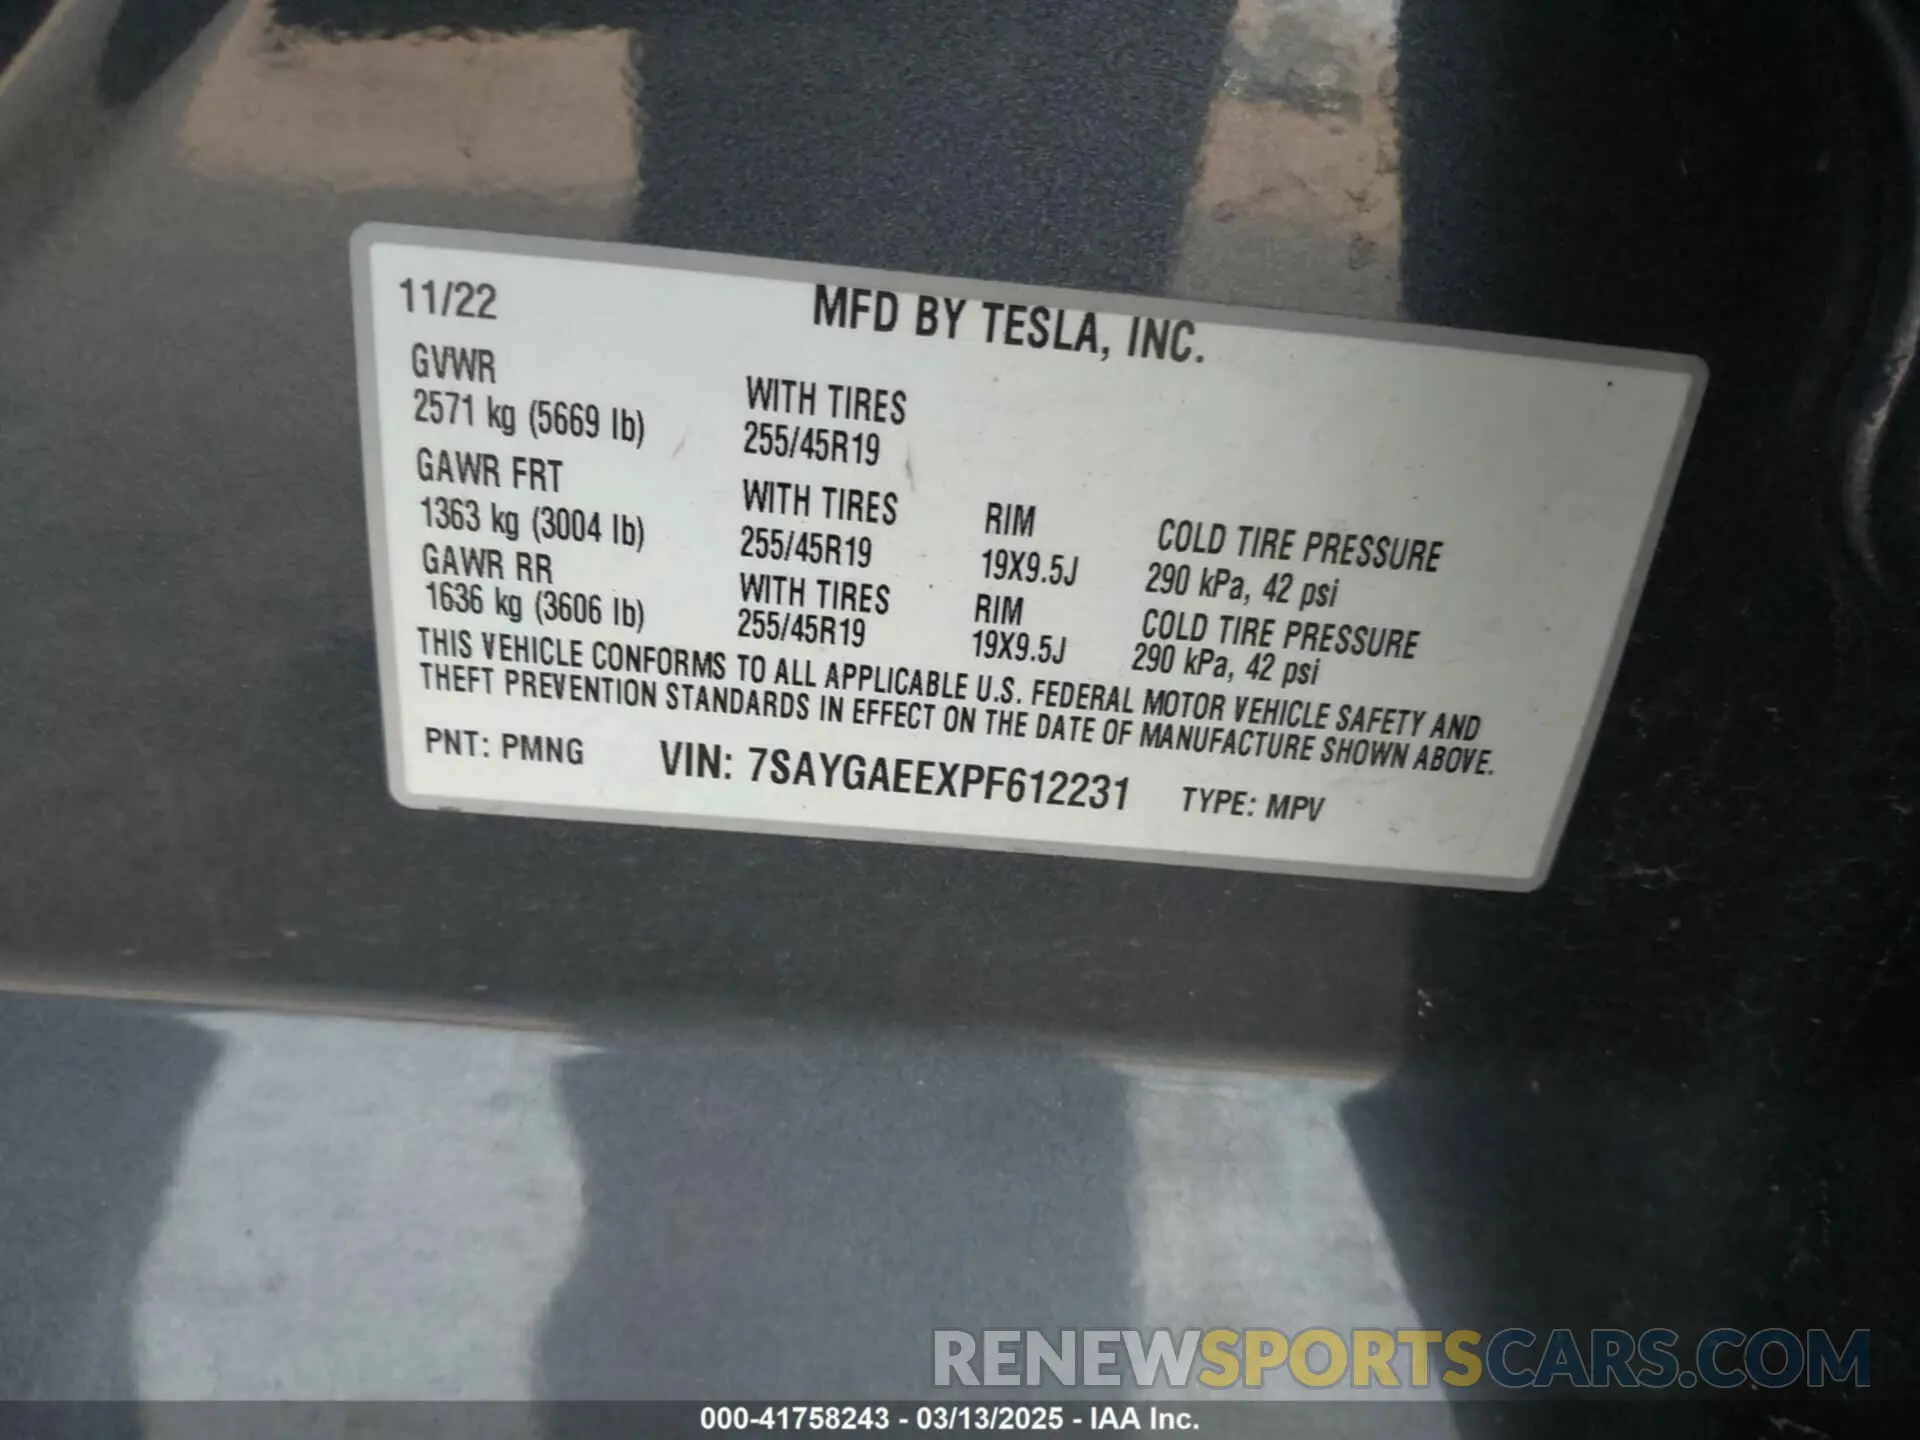 11/22 MFD BY TESLA, INC.
GVWR
2571 kg (5669 lb) WITH TIRES
255/45R19
GAWR FRT WITH TIRES RIM COLD TIRE PRESSURE
1363 kg (3004 lb) 255/45R19 19X9.5J 290 kPa, 42 psi
GAWR RR WITH TIRES RIM COLD TIRE PRESSURE
1636 kg (3606 lb) 255/45R19 19X9.5J 290 kPa, 42 psi
THIS VEHICLE CONFORMS TO ALL APPLICABLE U.S. FEDERAL MOTOR VEHICLE SAFETY AND
THEFT PREVENTION STANDARDS IN EFFECT ON THE DATE OF MANUFACTURE SHOWN ABOVE.
PNT: PMNG VIN: 7SAYGAEEXPF612231 TYPE: MPV
RENEWSPORTSCARS.COM
000-41758243 - 03/13/2025 - IAA Inc.